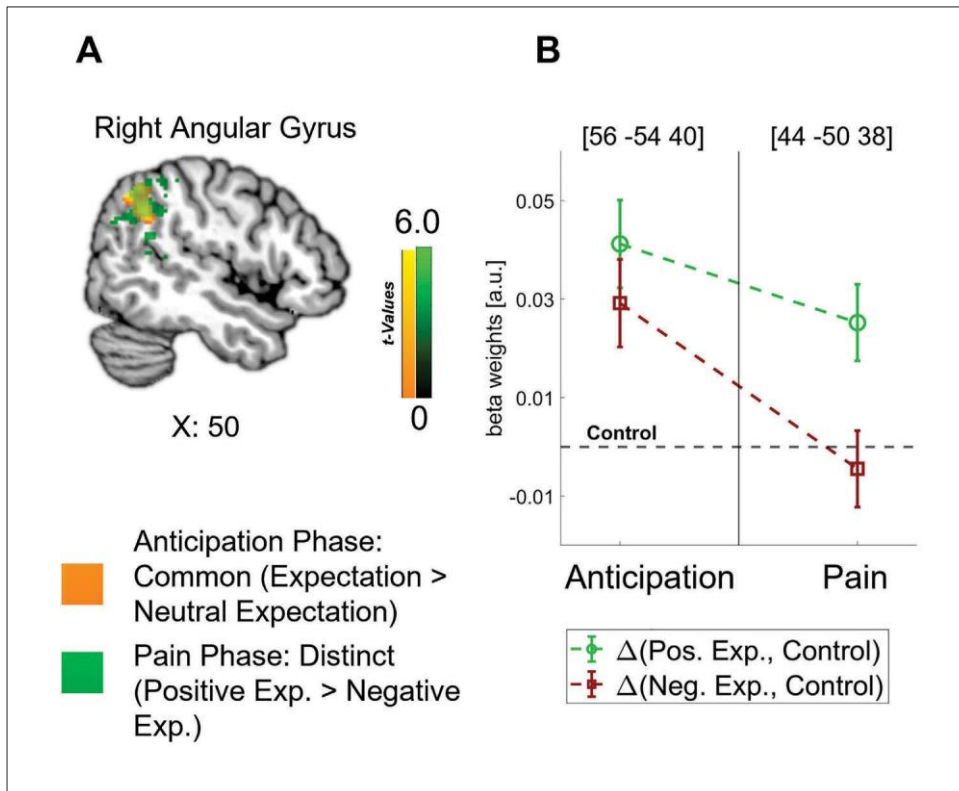 A
Right Angular Gyrus
6.0
t-Values
0
X: 50
Anticipation Phase:
Common (Expectation >
Neutral Expectation)
Pain Phase: Distinct
(Positive Exp. > Negative
Exp.)
B
[56 -54 40]
[44 -50 38]
beta weights [a.u.]
0.05
0.03
0.01
-0.01
Control
Anticipation
Pain
Δ(Pos. Exp., Control)
Δ(Neg. Exp., Control)